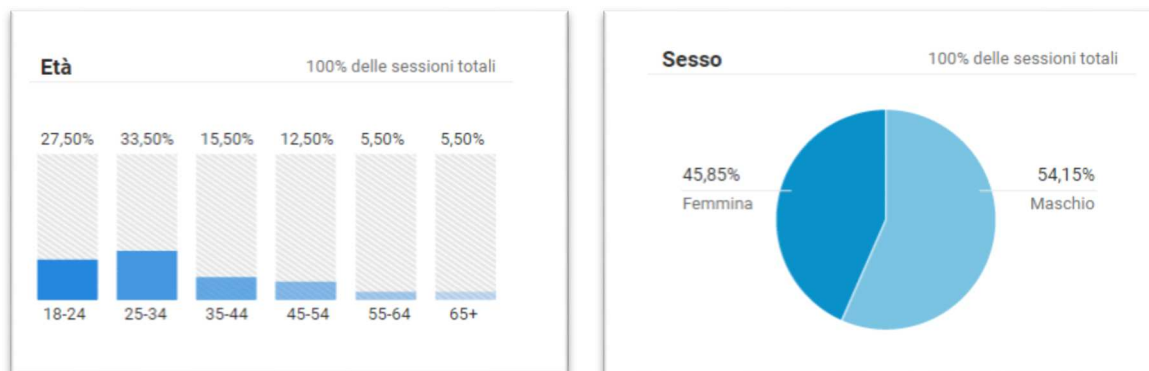 Età
100% delle sessioni totali
27,50% 33,50% 15,50% 12,50% 5,50% 5,50%
18-24 25-34 35-44 45-54 55-64 65+
Sesso
100% delle sessioni totali
45,85%
Femmina
54,15%
Maschio